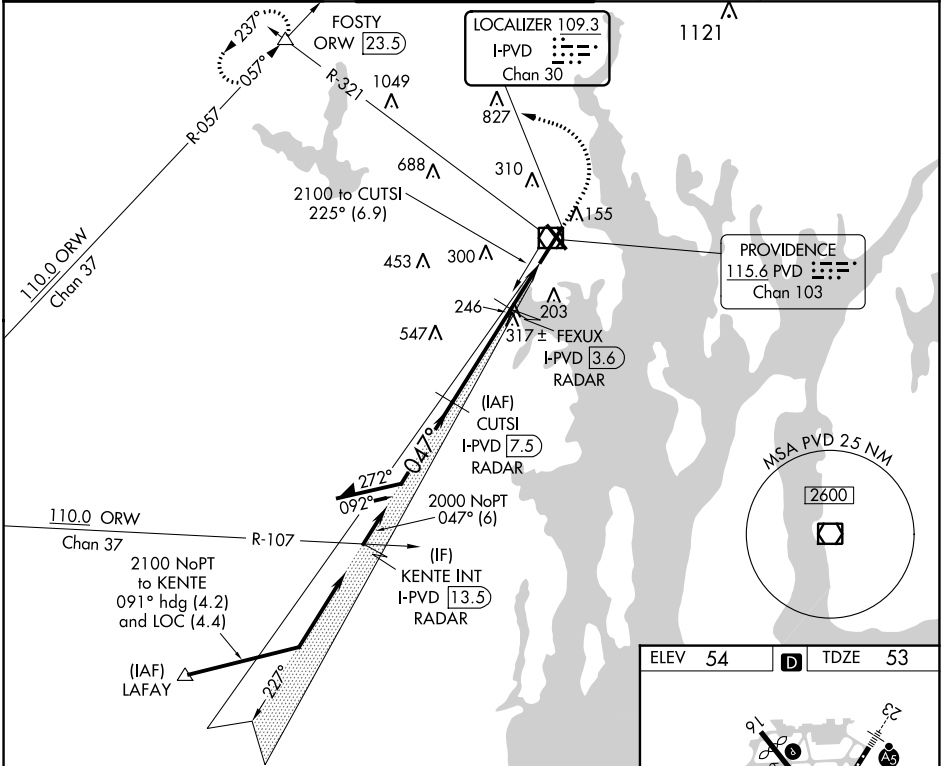 FOSTY
ORW 23.5
237°
057°
R-321
R-057
LOCALIZER 109.3
I-PVD
Chan 30
1121
1049
827
688
310
155
2100 to CUTSI
225° (6.9)
453
300
110.0 ORW
Chan 37
PROVIDENCE
115.6 PVD
Chan 103
246
203
547
317 ±
FEXUX
I-PVD 3.6
RADAR
(IAF)
CUTSI
I-PVD 7.5
RADAR
047°
272°
092°
2000 NoPT
047° (6)
110.0 ORW
Chan 37
R-107
(IF)
KENTE INT
I-PVD 13.5
RADAR
2100 NoPT
to KENTE
091° hdg (4.2)
and LOC (4.4)
(IAF)
LAFAY
227°
MSA PVD 25 NM
2600
ELEV 54
D
TDZE 53
16
23
A5